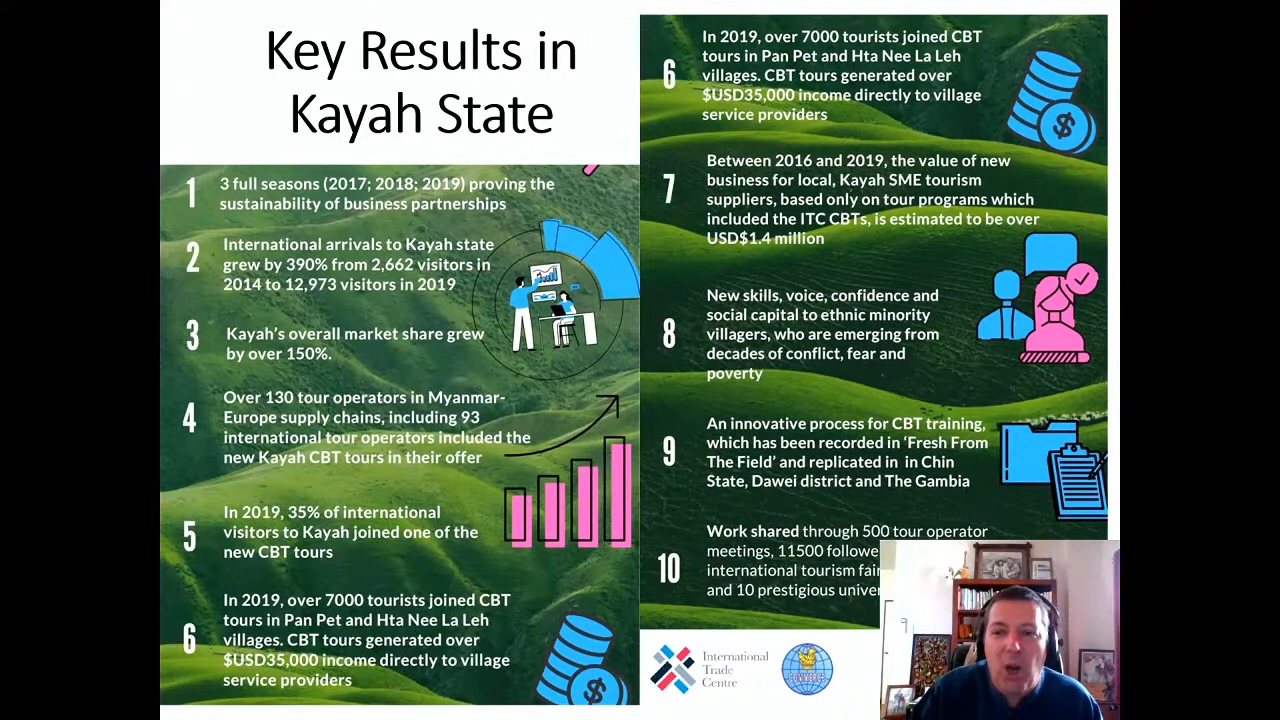 Key Results in
Kayah State
1
3 full seasons (2017; 2018; 2019) proving the
sustainability of business partnerships
2
International arrivals to Kayah state
grew by 390% from 2,662 visitors in
2014 to 12,973 visitors in 2019
3
Kayah's overall market share grew
by over 150%.
4
Over 130 tour operators in Myanmar-
Europe supply chains, including 93
international tour operators included the
new Kayah CBT tours in their offer
5
In 2019, 35% of international
visitors to Kayah joined one of the
new CBT tours
6
In 2019, over 7000 tourists joined CBT
tours in Pan Pet and Hta Nee La Leh
villages. CBT tours generated over
$USD35,000 income directly to village
service providers
6
In 2019, over 7000 tourists joined CBT
tours in Pan Pet and Hta Nee La Leh
villages. CBT tours generated over
$USD35,000 income directly to village
service providers
7
Between 2016 and 2019, the value of new
business for local, Kayah SME tourism
suppliers, based only on tour programs which
included the ITC CBTs, is estimated to be over
USD$1.4 million
8
New skills, voice, confidence and
social capital to ethnic minority
villagers, who are emerging from
decades of conflict, fear and
poverty
9
An innovative process for CBT training,
which has been recorded in 'Fresh From
The Field' and replicated in in Chin
State, Dawei district and The Gambia
10
Work shared through 500 tour operator
meetings, 11500
international tourism
and 10 prestigious
International
Trade
Centre
COMMERCE